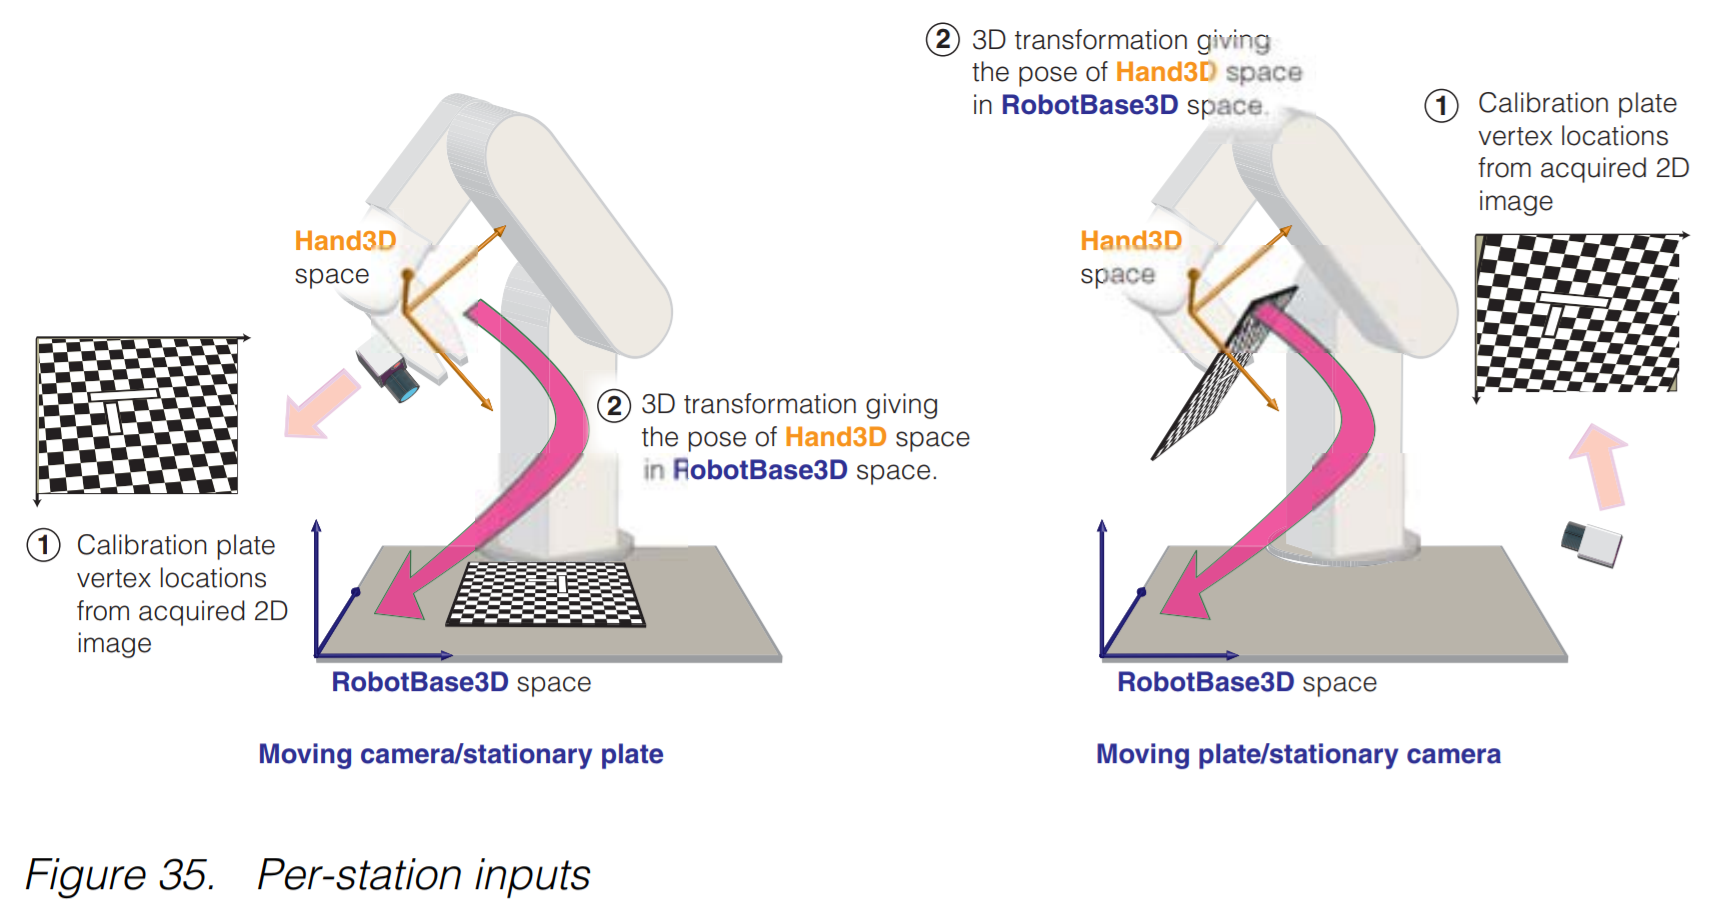 Hand3D
space
② 3D transformation giving
the pose of Hand3D space
in RobotBase3D space.
① Calibration plate
vertex locations
from acquired 2D
image
RobotBase3D space
Moving camera/stationary plate
② 3D transformation giving
the pose of Hand3D space
in RobotBase3D space.
① Calibration plate
vertex locations
from acquired 2D
image
Hand3D
space
RobotBase3D space
Moving plate/stationary camera
Figure 35. Per-station inputs